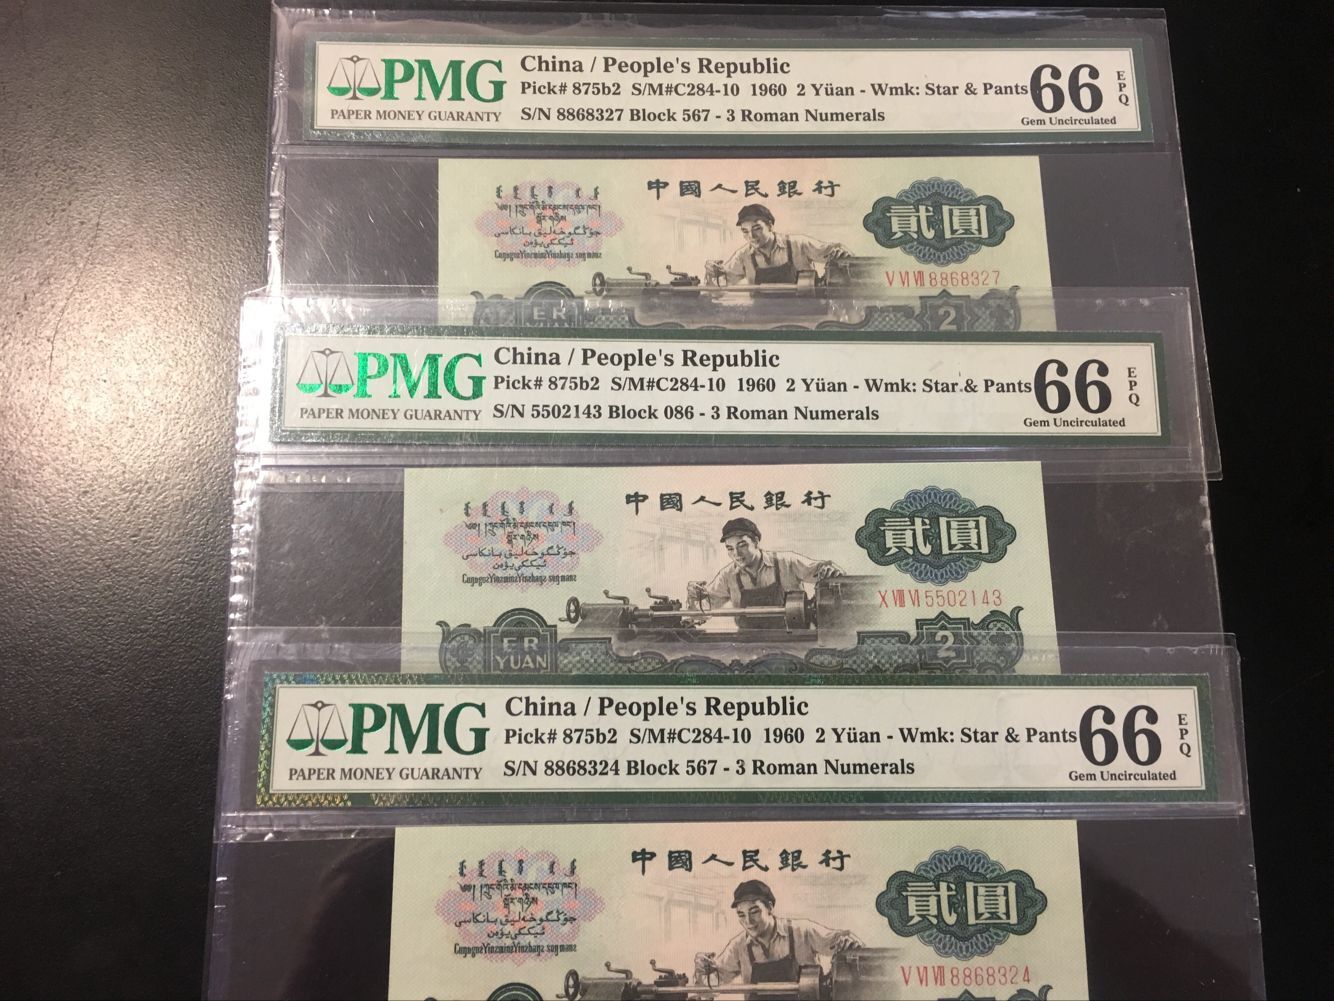 PMG
PAPER MONEY GUARANTY
China / People's Republic
Pick# 875b2 S/M#C284-10 1960 2 Yüan - Wmk: Star & Pants
S/N 8868327 Block 567 - 3 Roman Numerals
66
EPQ
Gem Uncirculated
中國人民銀行
貳圓
V VI VII 8868327
ER
YUAN
2
PMG
PAPER MONEY GUARANTY
China / People's Republic
Pick# 875b2 S/M#C284-10 1960 2 Yüan - Wmk: Star & Pants
S/N 5502143 Block 086 - 3 Roman Numerals
66
EPQ
Gem Uncirculated
中國人民銀行
貳圓
X VIII VI 5502143
ER
YUAN
2
PMG
PAPER MONEY GUARANTY
China / People's Republic
Pick# 875b2 S/M#C284-10 1960 2 Yüan - Wmk: Star & Pants
S/N 8868324 Block 567 - 3 Roman Numerals
66
EPQ
Gem Uncirculated
中國人民銀行
貳圓
V VI VII 8868324